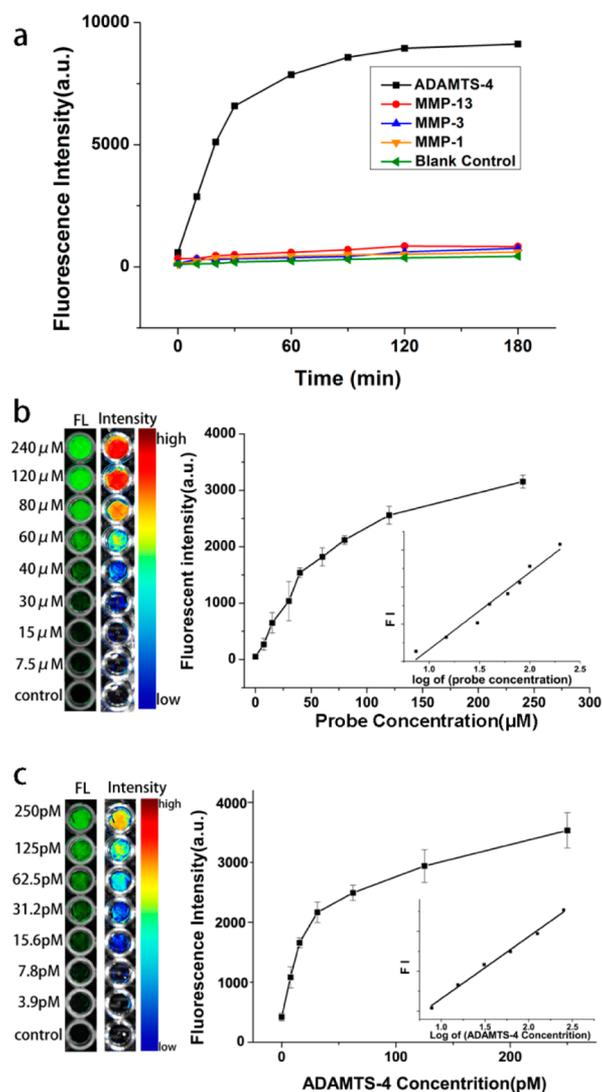 a
10000
5000
0
Fluorescence Intensity(a.u.)
ADAMTS-4
MMP-13
MMP-3
MMP-1
Blank Control
0
60
120
180
Time (min)
b
FL
Intensity
240 μM
120 μM
80 μM
60 μM
40 μM
30 μM
15 μM
7.5 μM
control
high
low
4000
3000
2000
1000
0
Fluorescent intensity(a.u.)
0
50
100
150
200
250
300
Probe Concentration(μM)
F I
1.0
1.5
2.0
2.5
log of (probe concentration)
c
FL
Intensity
250pM
125pM
62.5pM
31.2pM
15.6pM
7.8pM
3.9pM
control
high
low
4000
3000
2000
1000
0
Fluorescence Intensity(a.u.)
0
100
200
ADAMTS-4 Concentrition(pM)
F I
1.0
1.5
2.0
2.5
Log of (ADAMTS-4 Concentrition)